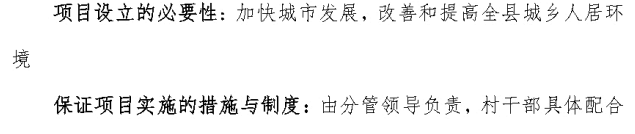 项目设立的必要性：加快城市发展，改善和提高全县城乡人居环
境
保证项目实施的措施与制度：由分管领导负责，村干部具体配合